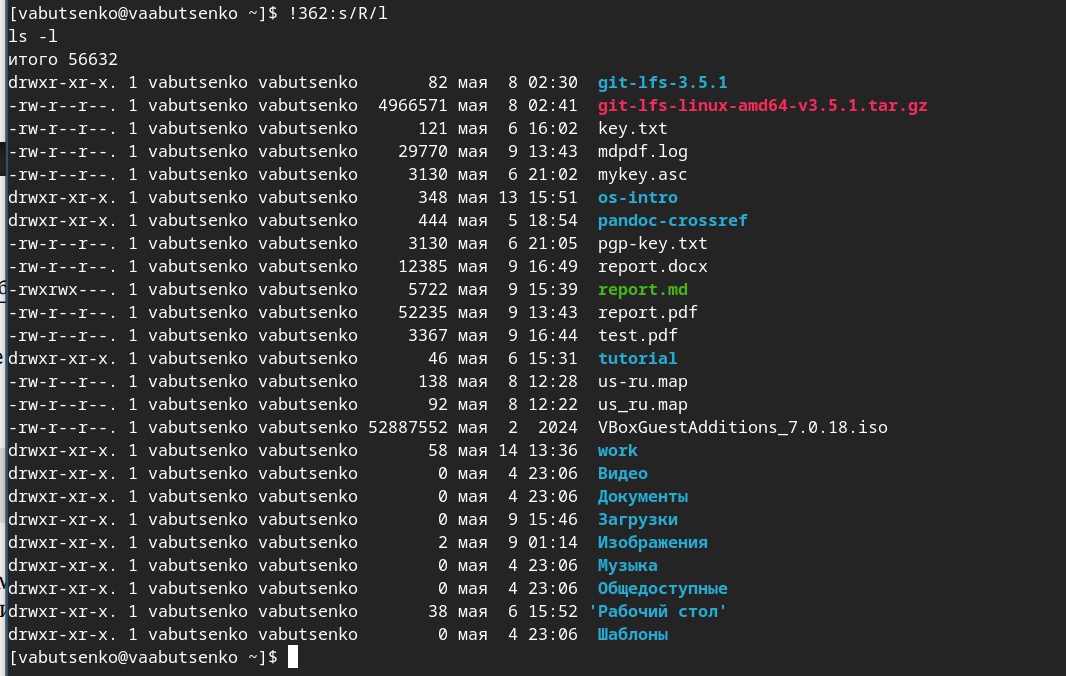 [vabutsenko@vaabutsenko ~]$ !362:s/R/l
ls -l
итого 56632
drwxr-xr-x. 1 vabutsenko vabutsenko       82 мая  8 02:30  git-lfs-3.5.1
-rw-r--r--. 1 vabutsenko vabutsenko  4966571 мая  8 02:41  git-lfs-linux-amd64-v3.5.1.tar.gz
-rw-r--r--. 1 vabutsenko vabutsenko      121 мая  6 16:02  key.txt
-rw-r--r--. 1 vabutsenko vabutsenko    29770 мая  9 13:43  mdpdf.log
-rw-r--r--. 1 vabutsenko vabutsenko     3130 мая  6 21:02  mykey.asc
drwxr-xr-x. 1 vabutsenko vabutsenko      348 мая 13 15:51  os-intro
drwxr-xr-x. 1 vabutsenko vabutsenko      444 мая  5 18:54  pandoc-crossref
-rw-r--r--. 1 vabutsenko vabutsenko     3130 мая  6 21:05  pgp-key.txt
-rw-r--r--. 1 vabutsenko vabutsenko    12385 мая  9 16:49  report.docx
-rwxrwx---. 1 vabutsenko vabutsenko     5722 мая  9 15:39  report.md
-rw-r--r--. 1 vabutsenko vabutsenko    52235 мая  9 13:43  report.pdf
-rw-r--r--. 1 vabutsenko vabutsenko     3367 мая  9 16:44  test.pdf
drwxr-xr-x. 1 vabutsenko vabutsenko       46 мая  6 15:31  tutorial
-rw-r--r--. 1 vabutsenko vabutsenko      138 мая  8 12:28  us-ru.map
-rw-r--r--. 1 vabutsenko vabutsenko       92 мая  8 12:22  us_ru.map
-rw-r--r--. 1 vabutsenko vabutsenko 52887552 мая  2  2024  VBoxGuestAdditions_7.0.18.iso
drwxr-xr-x. 1 vabutsenko vabutsenko       58 мая 14 13:36  work
drwxr-xr-x. 1 vabutsenko vabutsenko        0 мая  4 23:06  Видео
drwxr-xr-x. 1 vabutsenko vabutsenko        0 мая  4 23:06  Документы
drwxr-xr-x. 1 vabutsenko vabutsenko        0 мая  9 15:46  Загрузки
drwxr-xr-x. 1 vabutsenko vabutsenko        2 мая  9 01:14  Изображения
drwxr-xr-x. 1 vabutsenko vabutsenko        0 мая  4 23:06  Музыка
drwxr-xr-x. 1 vabutsenko vabutsenko        0 мая  4 23:06  Общедоступные
drwxr-xr-x. 1 vabutsenko vabutsenko       38 мая  6 15:52 'Рабочий стол'
drwxr-xr-x. 1 vabutsenko vabutsenko        0 мая  4 23:06  Шаблоны
[vabutsenko@vaabutsenko ~]$